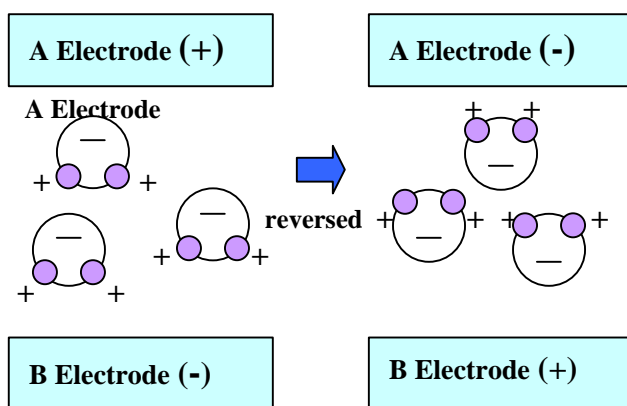 A Electrode (+)
A Electrode (-)
A Electrode
—
+ +
—
+ +
—
+ +
reversed
+ +
—
+ +
—
+ +
—
B Electrode (-)
B Electrode (+)